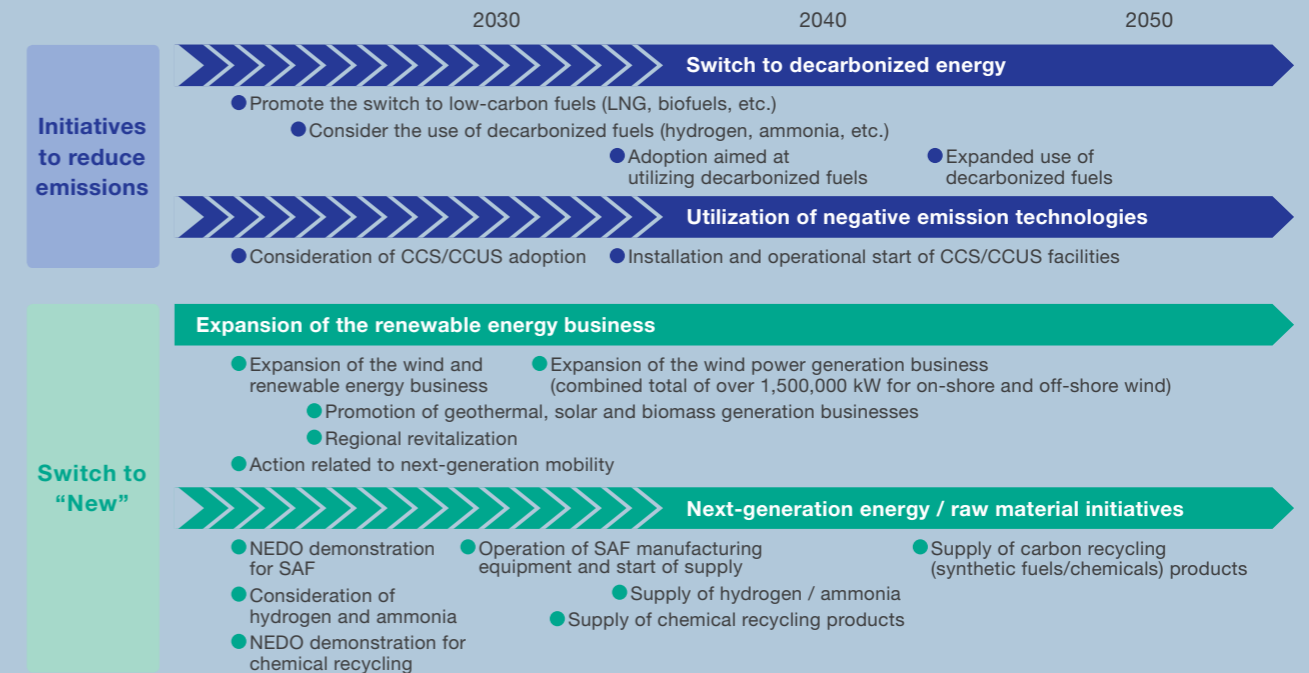 2030 2040 2050
Initiatives
to reduce
emissions
Switch to decarbonized energy
●Promote the switch to low-carbon fuels (LNG, biofuels, etc.)
●Consider the use of decarbonized fuels (hydrogen, ammonia, etc.)
●Adoption aimed at
utilizing decarbonized fuels
●Expanded use of
decarbonized fuels
Utilization of negative emission technologies
●Consideration of CCS/CCUS adoption
●Installation and operational start of CCS/CCUS facilities
Switch to
“New”
Expansion of the renewable energy business
●Expansion of the wind and
renewable energy business
●Expansion of the wind power generation business
(combined total of over 1,500,000 kW for on-shore and off-shore wind)
●Promotion of geothermal, solar and biomass generation businesses
●Regional revitalization
●Action related to next-generation mobility
Next-generation energy / raw material initiatives
●NEDO demonstration
for SAF
●Operation of SAF manufacturing
equipment and start of supply
●Supply of carbon recycling
(synthetic fuels/chemicals) products
●Consideration of
hydrogen and ammonia
●Supply of hydrogen / ammonia
●Supply of chemical recycling products
●NEDO demonstration for
chemical recycling